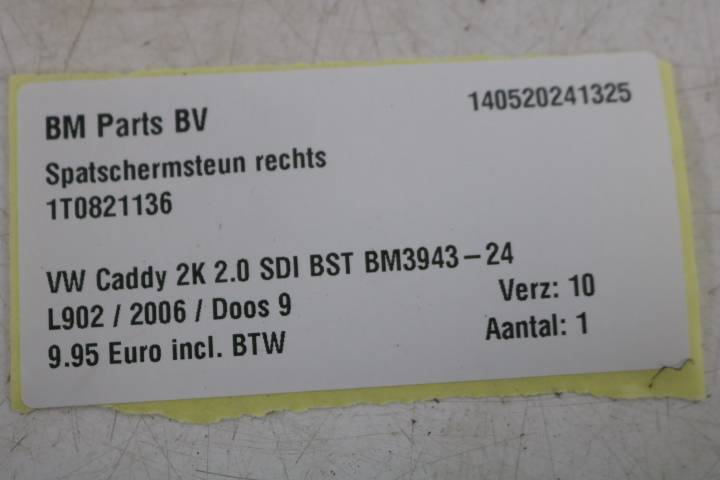 BM Parts BV 140520241325
Spatschermsteun rechts
1T0821136
VW Caddy 2K 2.0 SDI BST BM3943-24
L902 / 2006 / Doos 9 Verz: 10
9.95 Euro incl. BTW Aantal: 1